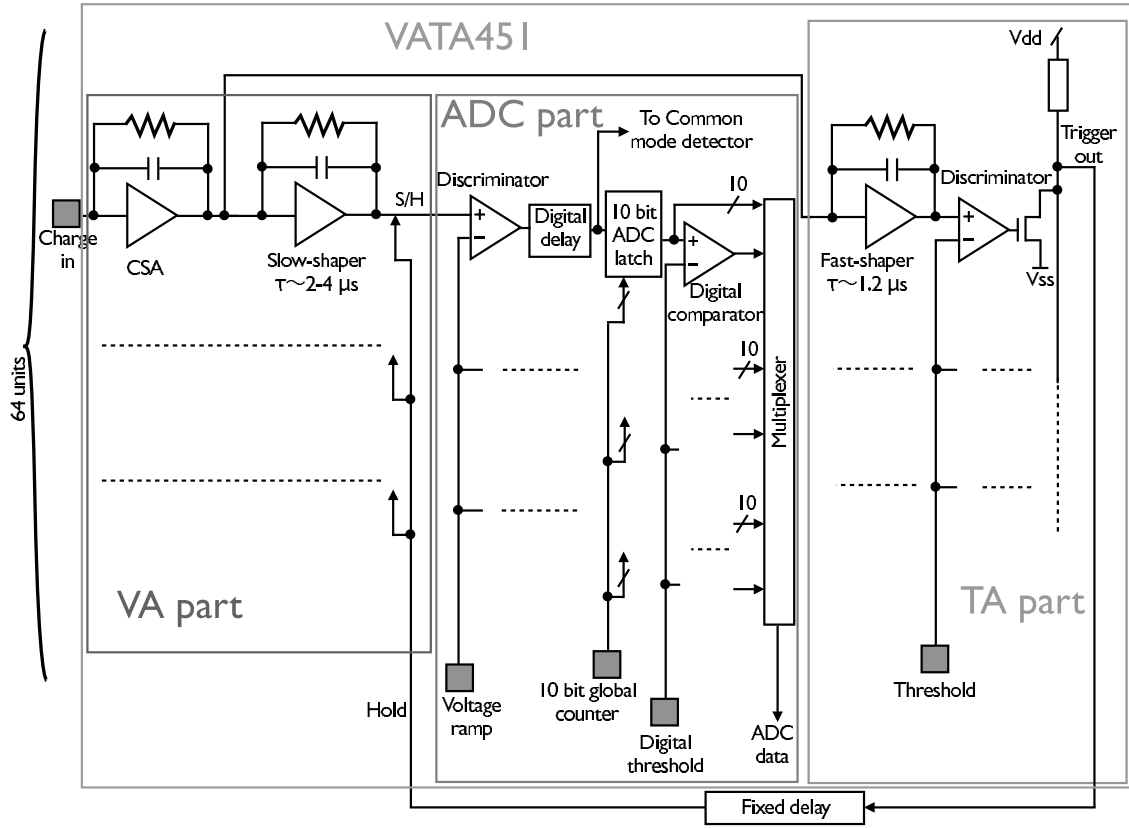 VATA451
64 units
Charge
in
CSA
Slow-shaper
τ~2-4 µs
S/H
VA part
Hold
ADC part
To Common
mode detector
Discriminator
Digital
delay
10 bit
ADC
latch
10
Digital
comparator
10
10
Multiplexer
Voltage
ramp
10 bit global
counter
Digital
threshold
ADC
data
Vdd
Trigger
out
Discriminator
Fast-shaper
τ~1.2 µs
Vss
TA part
Threshold
Fixed delay
+
−
+
−
+
−